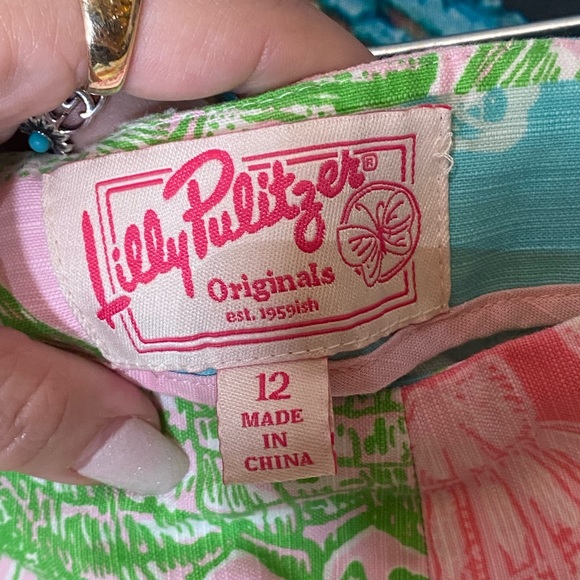 Lilly Pulitzer®
Originals
est. 1959ish
12
MADE
IN
CHINA